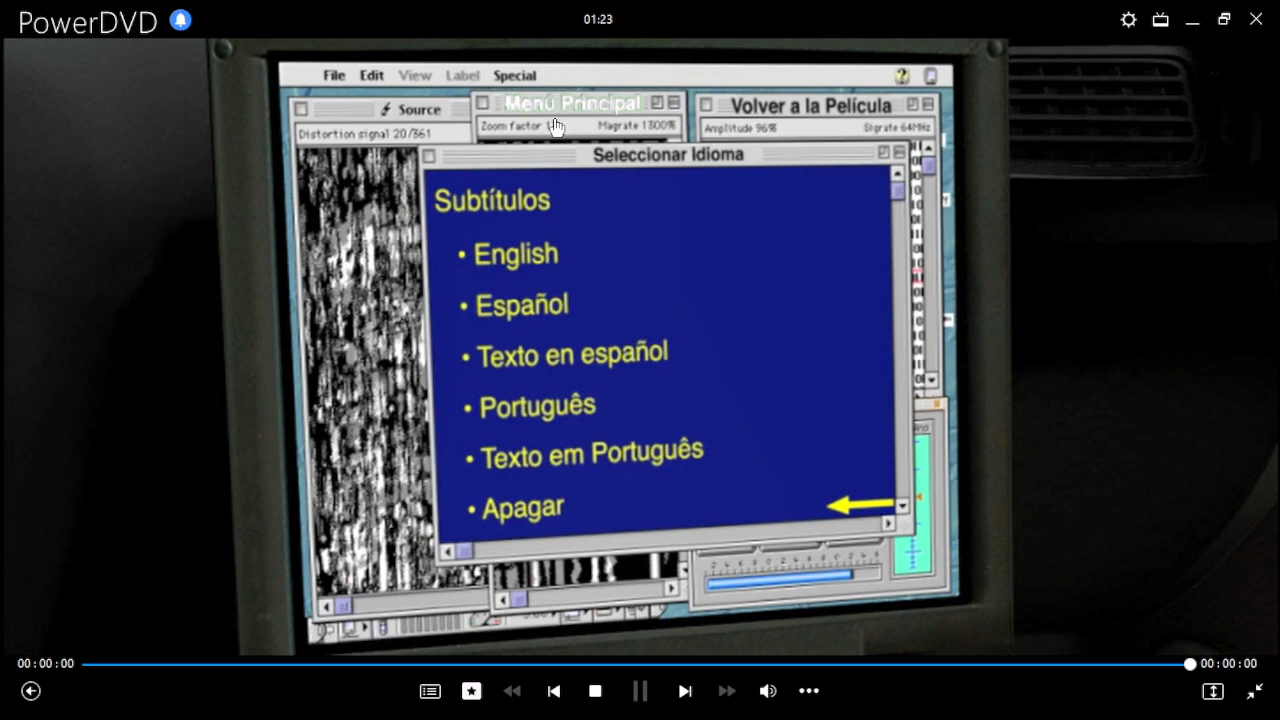 PowerDVD
01:23
File Edit View Label Special
Source
Menú Principal
Volver a la Película
Distortion signal 20/361
Zoom factor
Magrate 1300%
Amplitude 96%
Sigrate 64MHz
Seleccionar Idioma
Subtítulos
• English
• Español
• Texto en español
• Português
• Texto em Português
• Apagar
00:00:00
00:00:00